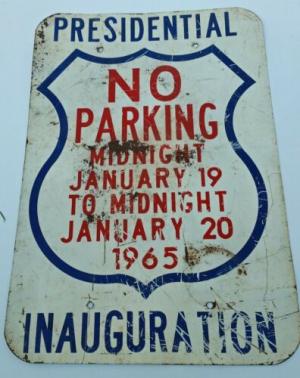 PRESIDENTIAL
NO
PARKING
MIDNIGHT
JANUARY 19
TO MIDNIGHT
JANUARY 20
1965
INAUGURATION